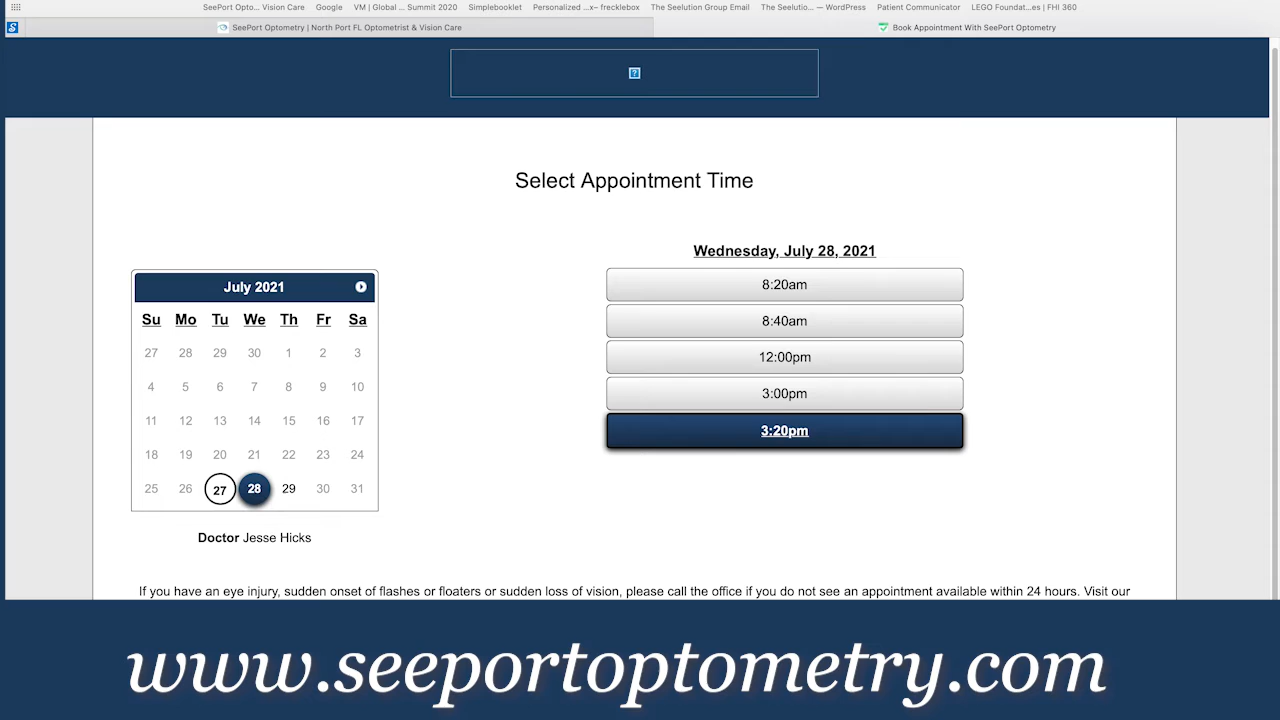 SeePort Opto... Vision Care Google VM | Global ... Summit 2020 Simplebooklet Personalized ...x– frecklebox The Seelution Group Email The Seelutio... — WordPress Patient Communicator LEGO Foundat...es | FHI 360
S SeePort Optometry | North Port FL Optometrist & Vision Care Book Appointment With SeePort Optometry
?
Select Appointment Time
Wednesday, July 28, 2021
8:20am
8:40am
12:00pm
3:00pm
3:20pm
July 2021
Su Mo Tu We Th Fr Sa
27 28 29 30 1 2 3
4 5 6 7 8 9 10
11 12 13 14 15 16 17
18 19 20 21 22 23 24
25 26 27 28 29 30 31
Doctor Jesse Hicks
If you have an eye injury, sudden onset of flashes or floaters or sudden loss of vision, please call the office if you do not see an appointment available within 24 hours. Visit our
www.seeportoptometry.com